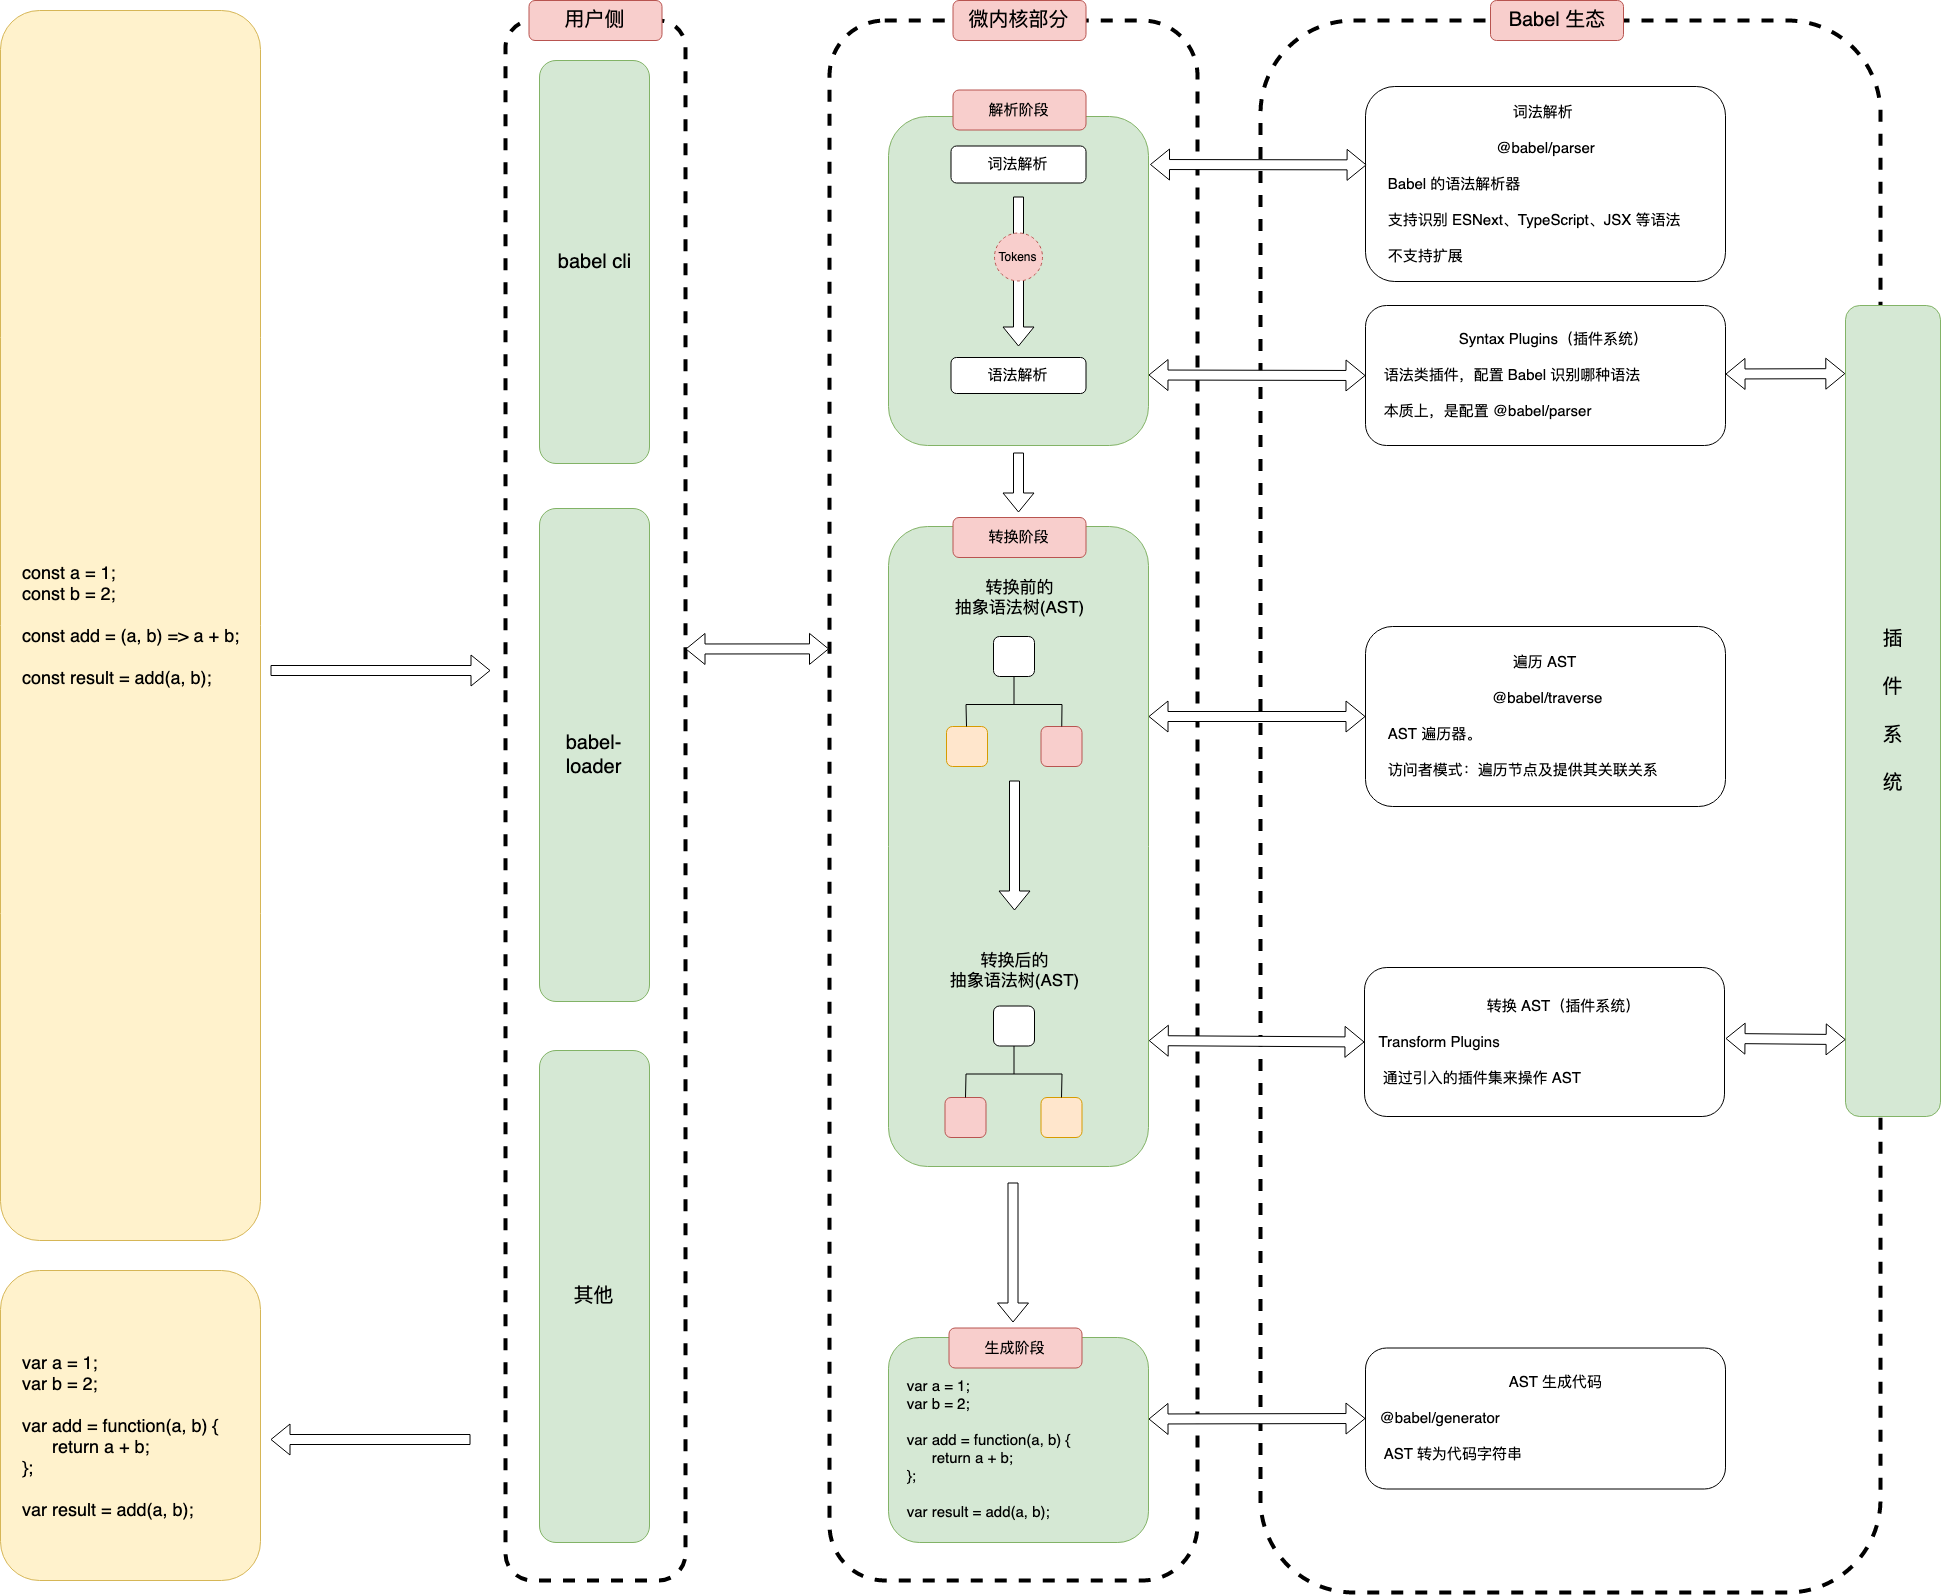 const a = 1;
const b = 2;
const add = (a, b) => a + b;
const result = add(a, b);
var a = 1;
var b = 2;
var add = function(a, b) {
return a + b;
};
var result = add(a, b);
用户侧
babel cli
babel-
loader
其他
微内核部分
解析阶段
词法解析
Tokens
语法解析
转换阶段
转换前的
抽象语法树(AST)
转换后的
抽象语法树(AST)
生成阶段
var a = 1;
var b = 2;
var add = function(a, b) {
return a + b;
};
var result = add(a, b);
Babel 生态
词法解析
@babel/parser
Babel 的语法解析器
支持识别 ESNext、TypeScript、JSX 等语法
不支持扩展
Syntax Plugins（插件系统）
语法类插件，配置 Babel 识别哪种语法
本质上，是配置 @babel/parser
遍历 AST
@babel/traverse
AST 遍历器。
访问者模式：遍历节点及提供其关联关系
转换 AST（插件系统）
Transform Plugins
通过引入的插件集来操作 AST
AST 生成代码
@babel/generator
AST 转为代码字符串
插
件
系
统